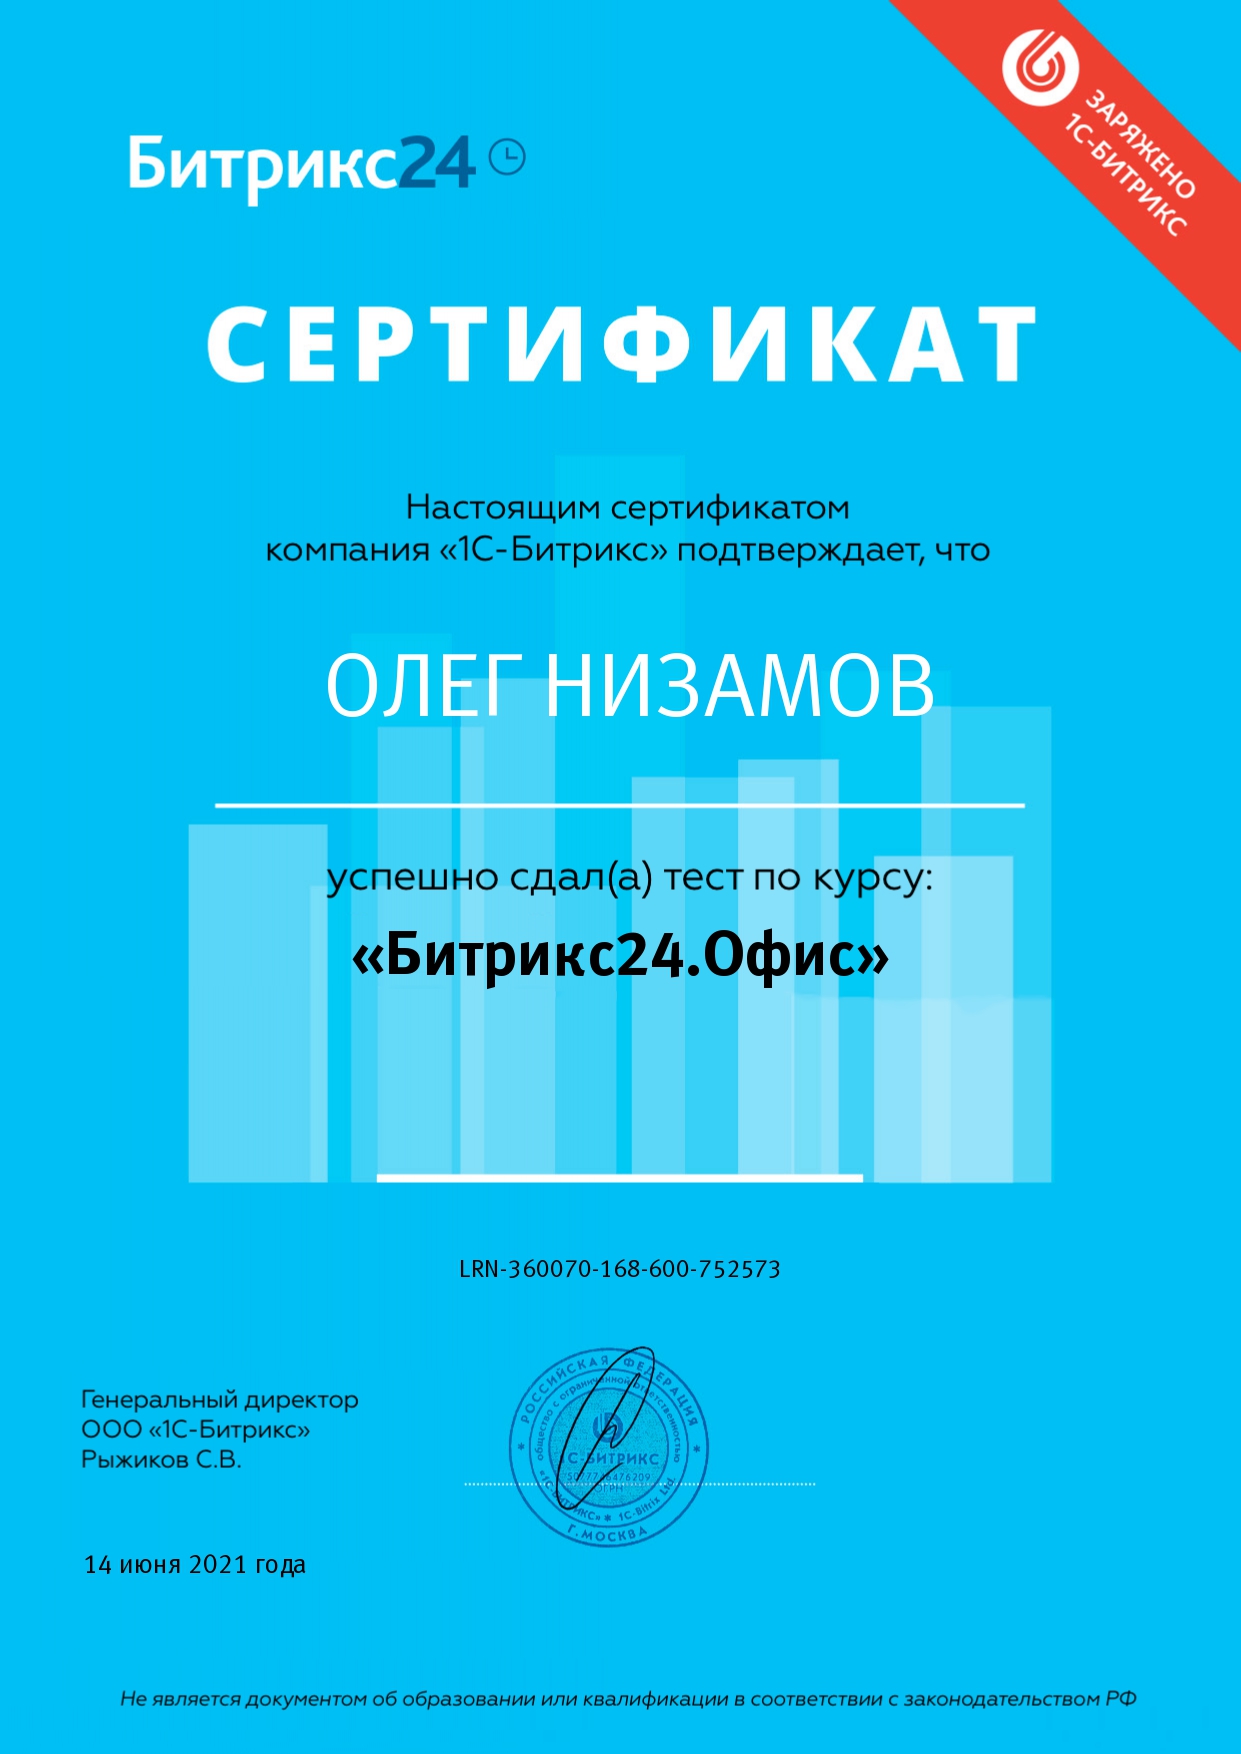 ЗАРЯЖЕНО
1С-БИТРИКС
Битрикс24
СЕРТИФИКАТ
Настоящим сертификатом
компания «1С-Битрикс» подтверждает, что
ОЛЕГ НИЗАМОВ
успешно сдал(а) тест по курсу:
«Битрикс24.Офис»
LRN-360070-168-600-752573
Генеральный директор
ООО «1С-Битрикс»
Рыжиков С.В.
РОССИЙСКАЯ ФЕДЕРАЦИЯ
общество с ограниченной ответственностью
1С-БИТРИКС
5077746476209
ОГРН
«1С-БИТРИКС» * 1C-Bitrix Ltd.
Г.МОСКВА
14 июня 2021 года
Не является документом об образовании или квалификации в соответствии с законодательством РФ